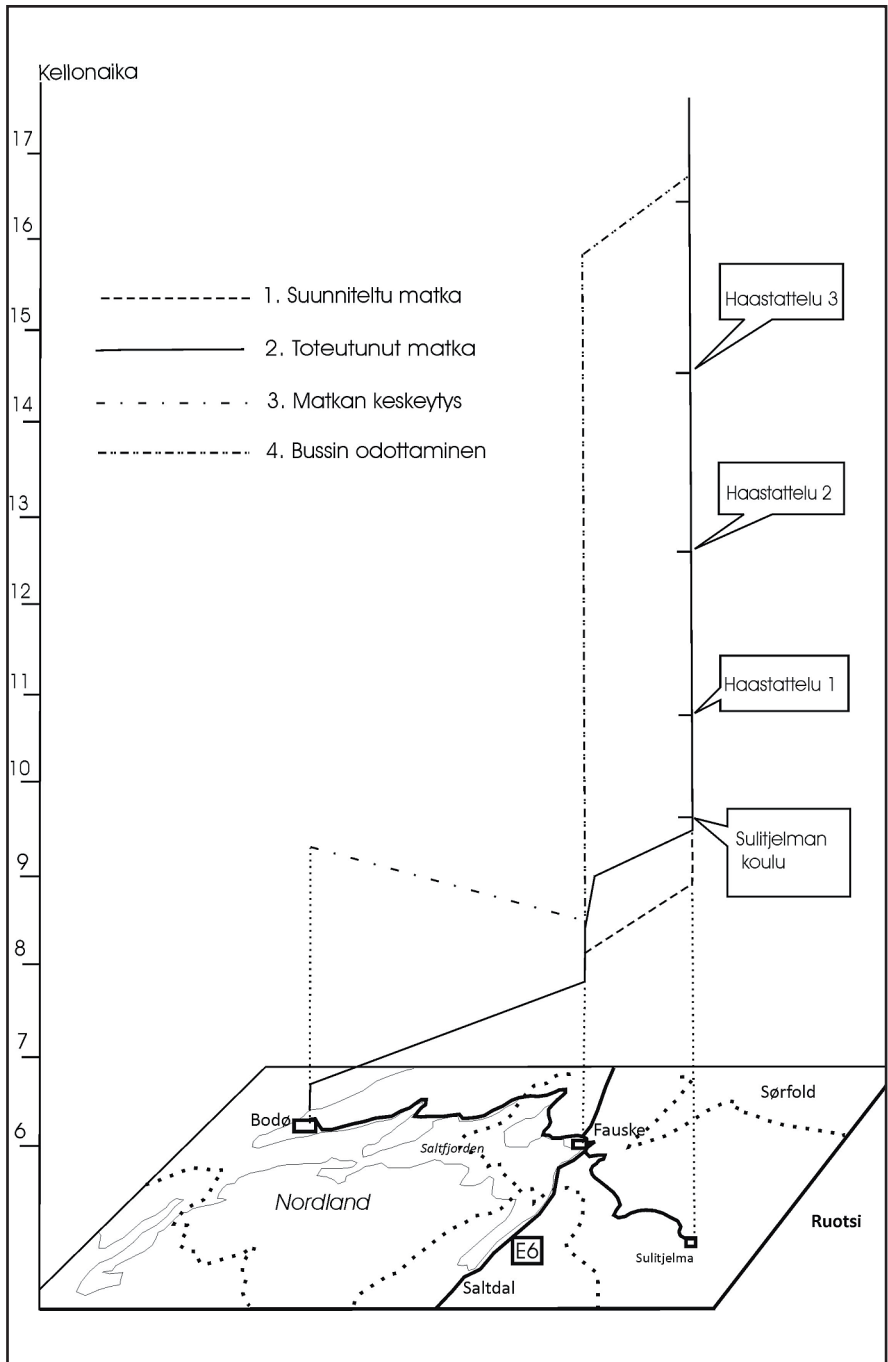 Kellonaika
17
16
15
14
13
12
11
10
9
8
7
6
1. Suunniteltu matka
2. Toteutunut matka
3. Matkan keskeytys
4. Bussin odottaminen
Haastattelu 3
Haastattelu 2
Haastattelu 1
Sulitjelman
koulu
Bodø
Saltfjorden
Fauske
Sørfold
Nordland
Ruotsi
E6
Sulitjelma
Saltdal